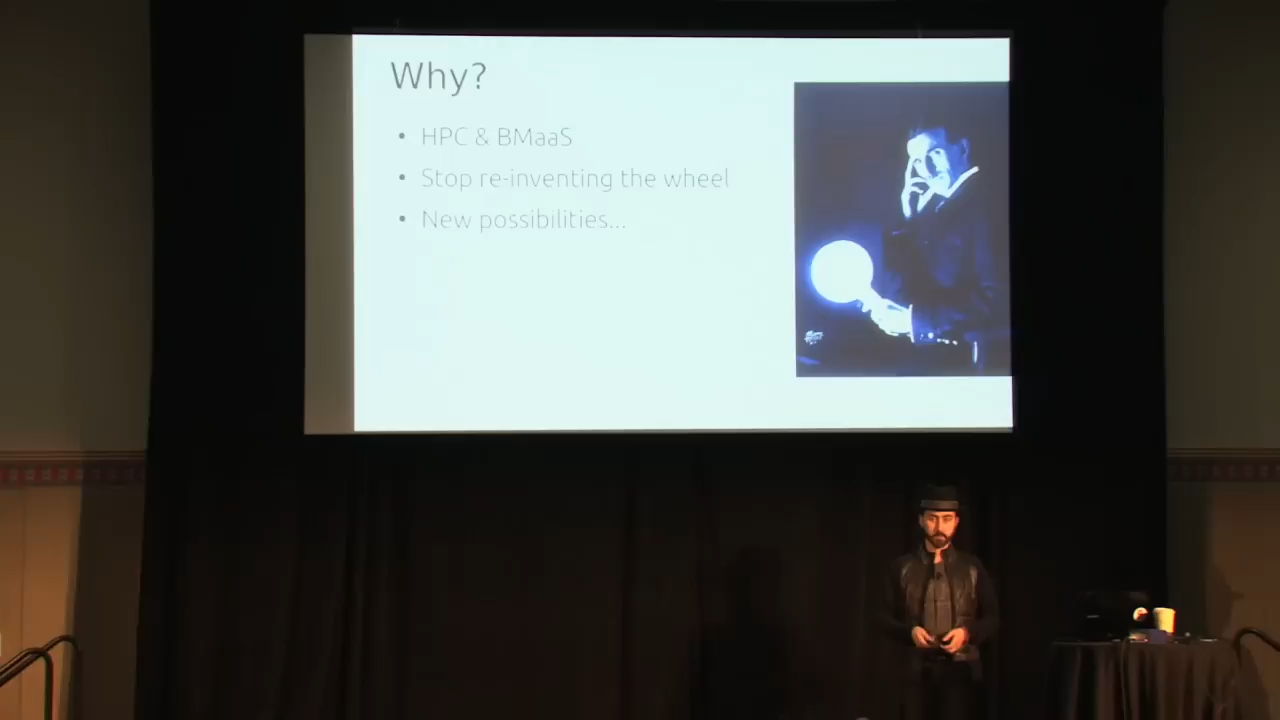 Why?
• HPC & BMaaS
• Stop re-inventing the wheel
• New possibilities...